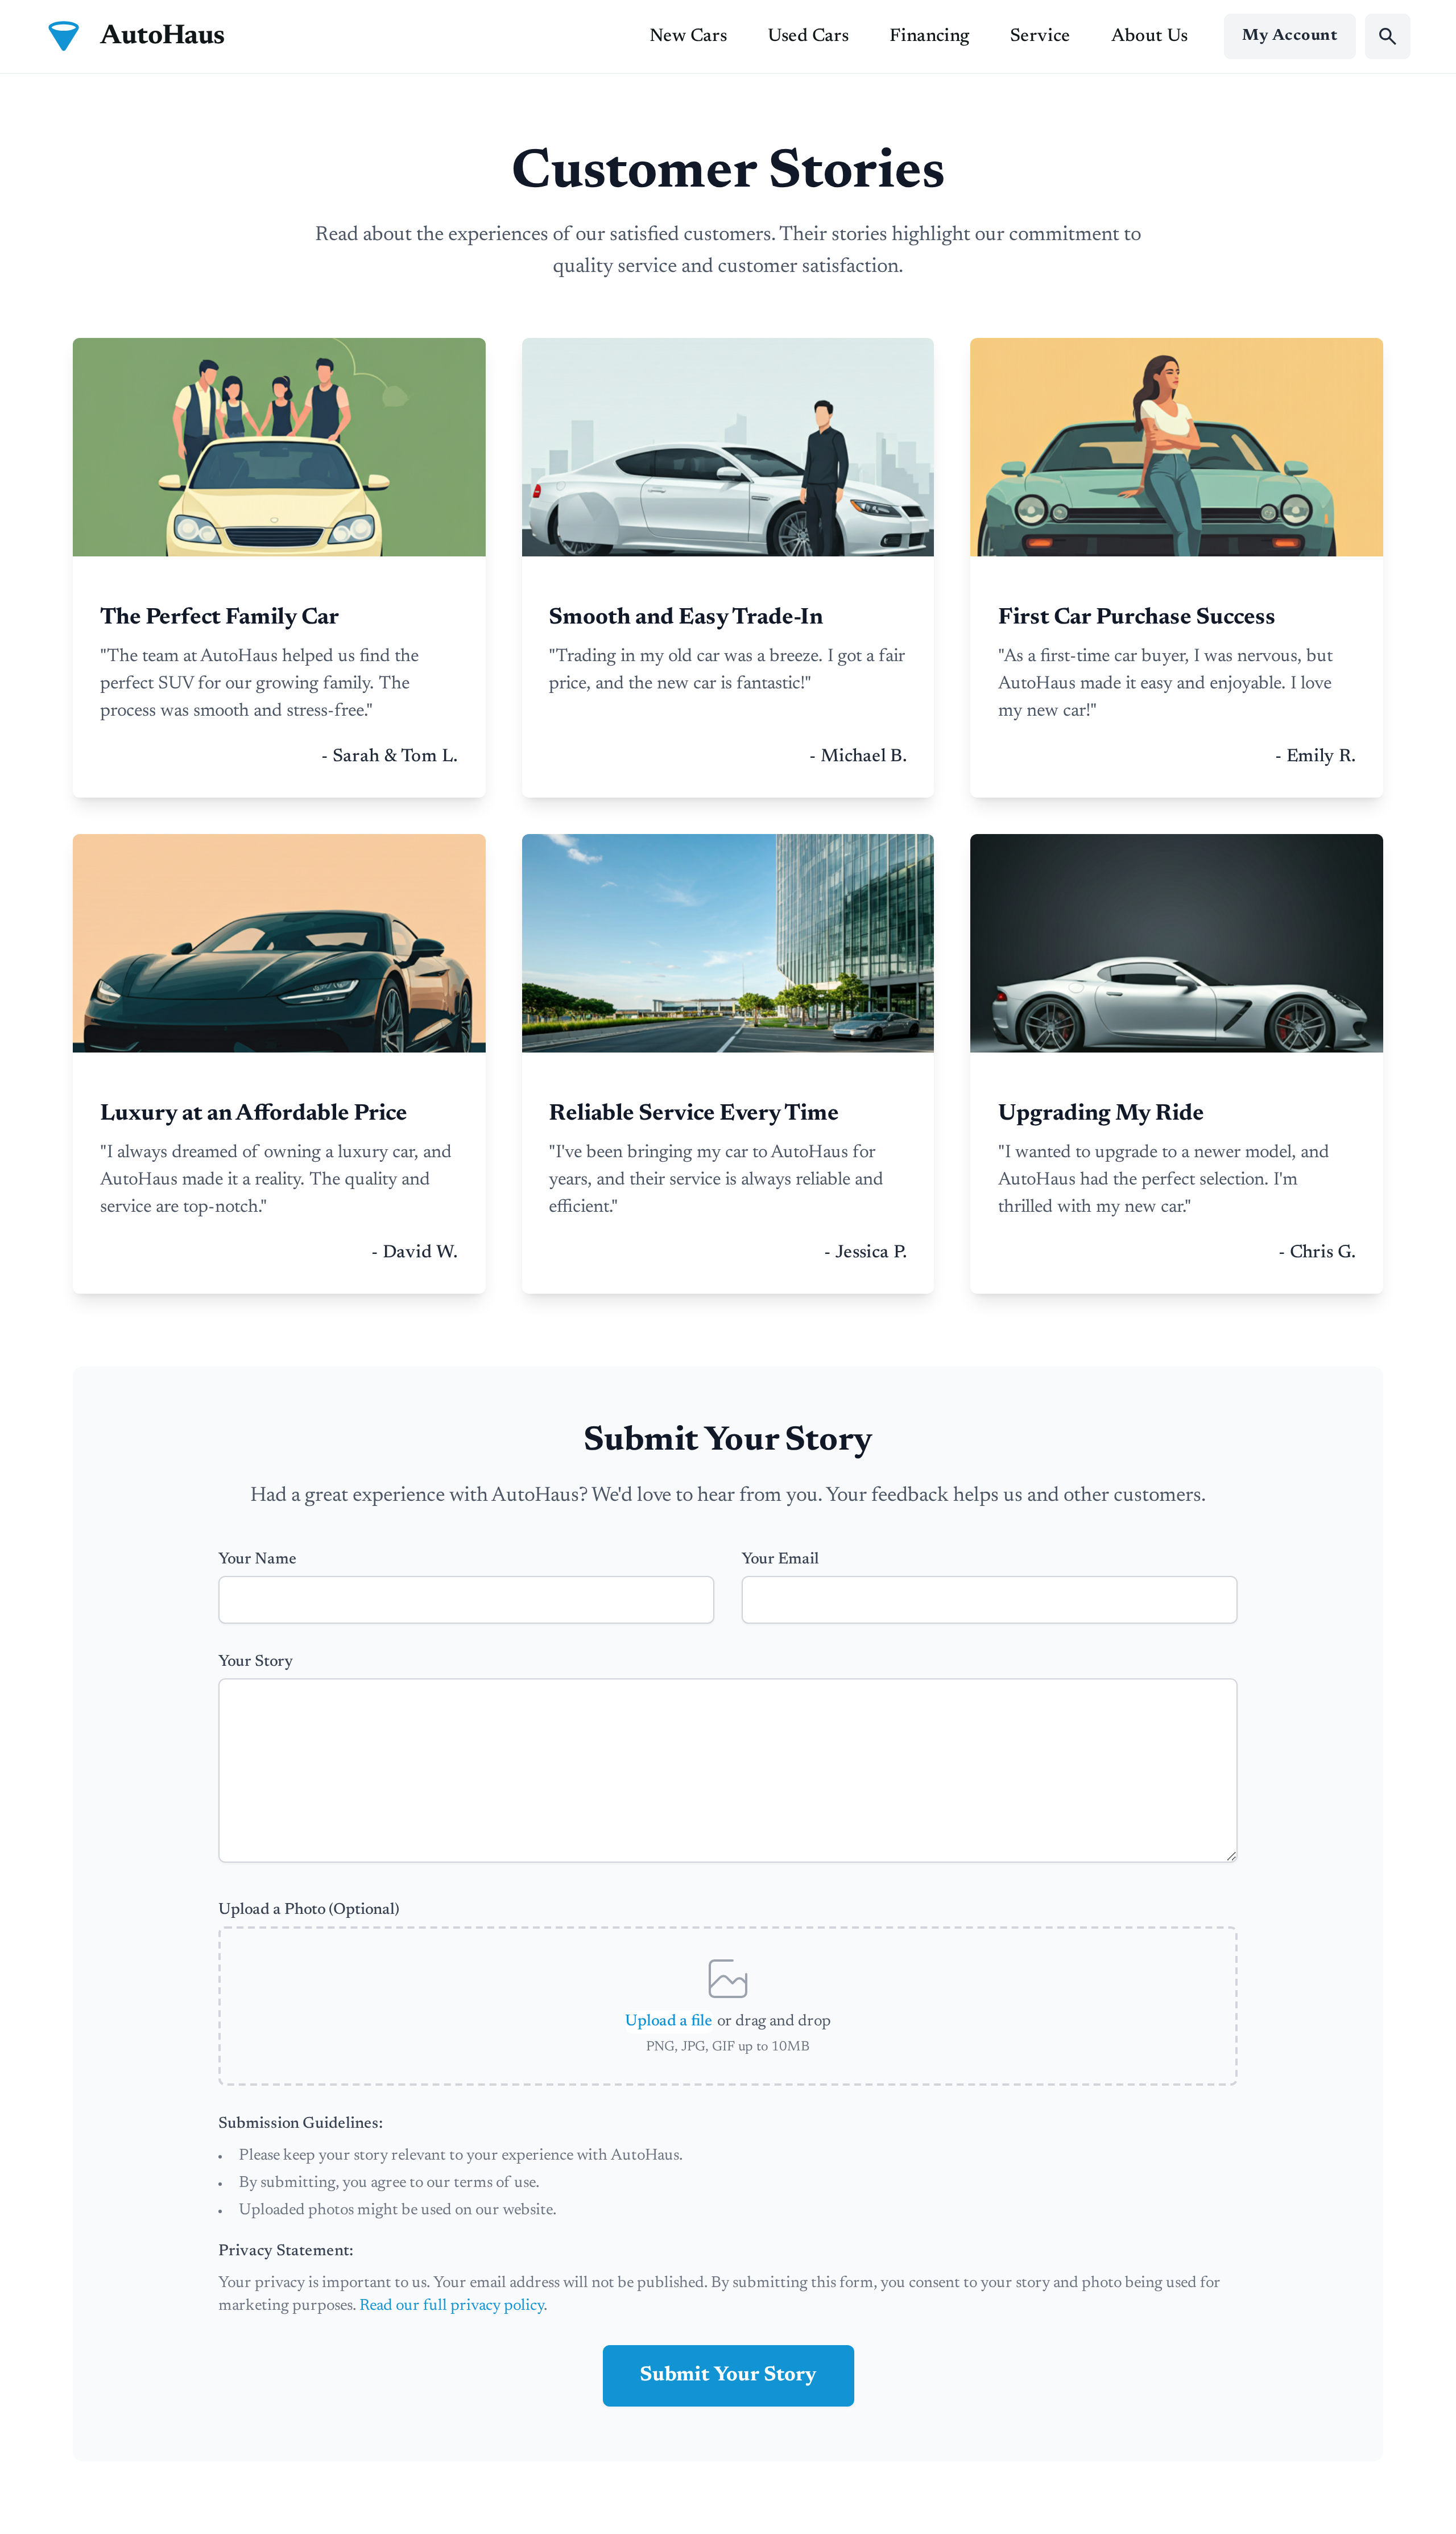 AutoHaus
New Cars
Used Cars
Financing
Service
About Us
My Account
Customer Stories
Read about the experiences of our satisfied customers. Their stories highlight our commitment to
quality service and customer satisfaction.
The Perfect Family Car
"The team at AutoHaus helped us find the
perfect SUV for our growing family. The
process was smooth and stress-free."
- Sarah & Tom L.
Smooth and Easy Trade-In
"Trading in my old car was a breeze. I got a fair
price, and the new car is fantastic!"
- Michael B.
First Car Purchase Success
"As a first-time car buyer, I was nervous, but
AutoHaus made it easy and enjoyable. I love
my new car!"
- Emily R.
Luxury at an Affordable Price
"I always dreamed of owning a luxury car, and
AutoHaus made it a reality. The quality and
service are top-notch."
- David W.
Reliable Service Every Time
"I've been bringing my car to AutoHaus for
years, and their service is always reliable and
efficient."
- Jessica P.
Upgrading My Ride
"I wanted to upgrade to a newer model, and
AutoHaus had the perfect selection. I'm
thrilled with my new car."
- Chris G.
Submit Your Story
Had a great experience with AutoHaus? We'd love to hear from you. Your feedback helps us and other customers.
Your Name
Your Email
Your Story
Upload a Photo (Optional)
Upload a file or drag and drop
PNG, JPG, GIF up to 10MB
Submission Guidelines:
• Please keep your story relevant to your experience with AutoHaus.
• By submitting, you agree to our terms of use.
• Uploaded photos might be used on our website.
Privacy Statement:
Your privacy is important to us. Your email address will not be published. By submitting this form, you consent to your story and photo being used for
marketing purposes. Read our full privacy policy.
Submit Your Story